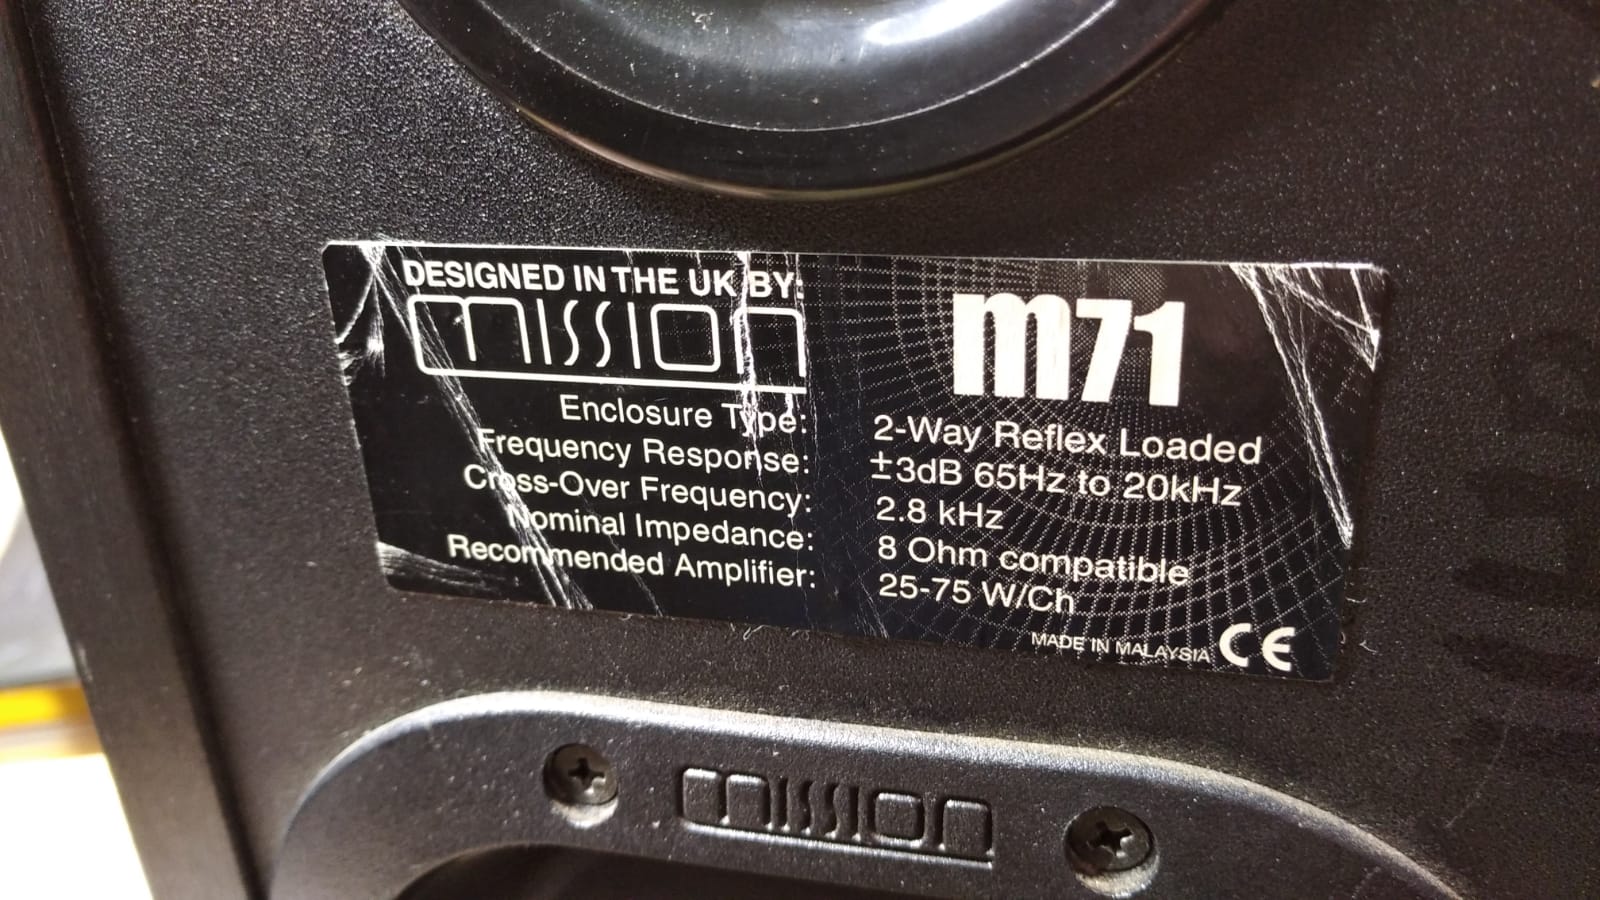 DESIGNED IN THE UK BY:
mission
m71
Enclosure Type: 2-Way Reflex Loaded
Frequency Response: ±3dB 65Hz to 20kHz
Cross-Over Frequency: 2.8 kHz
Nominal Impedance: 8 Ohm compatible
Recommended Amplifier: 25-75 W/Ch
MADE IN MALAYSIA CE
mission